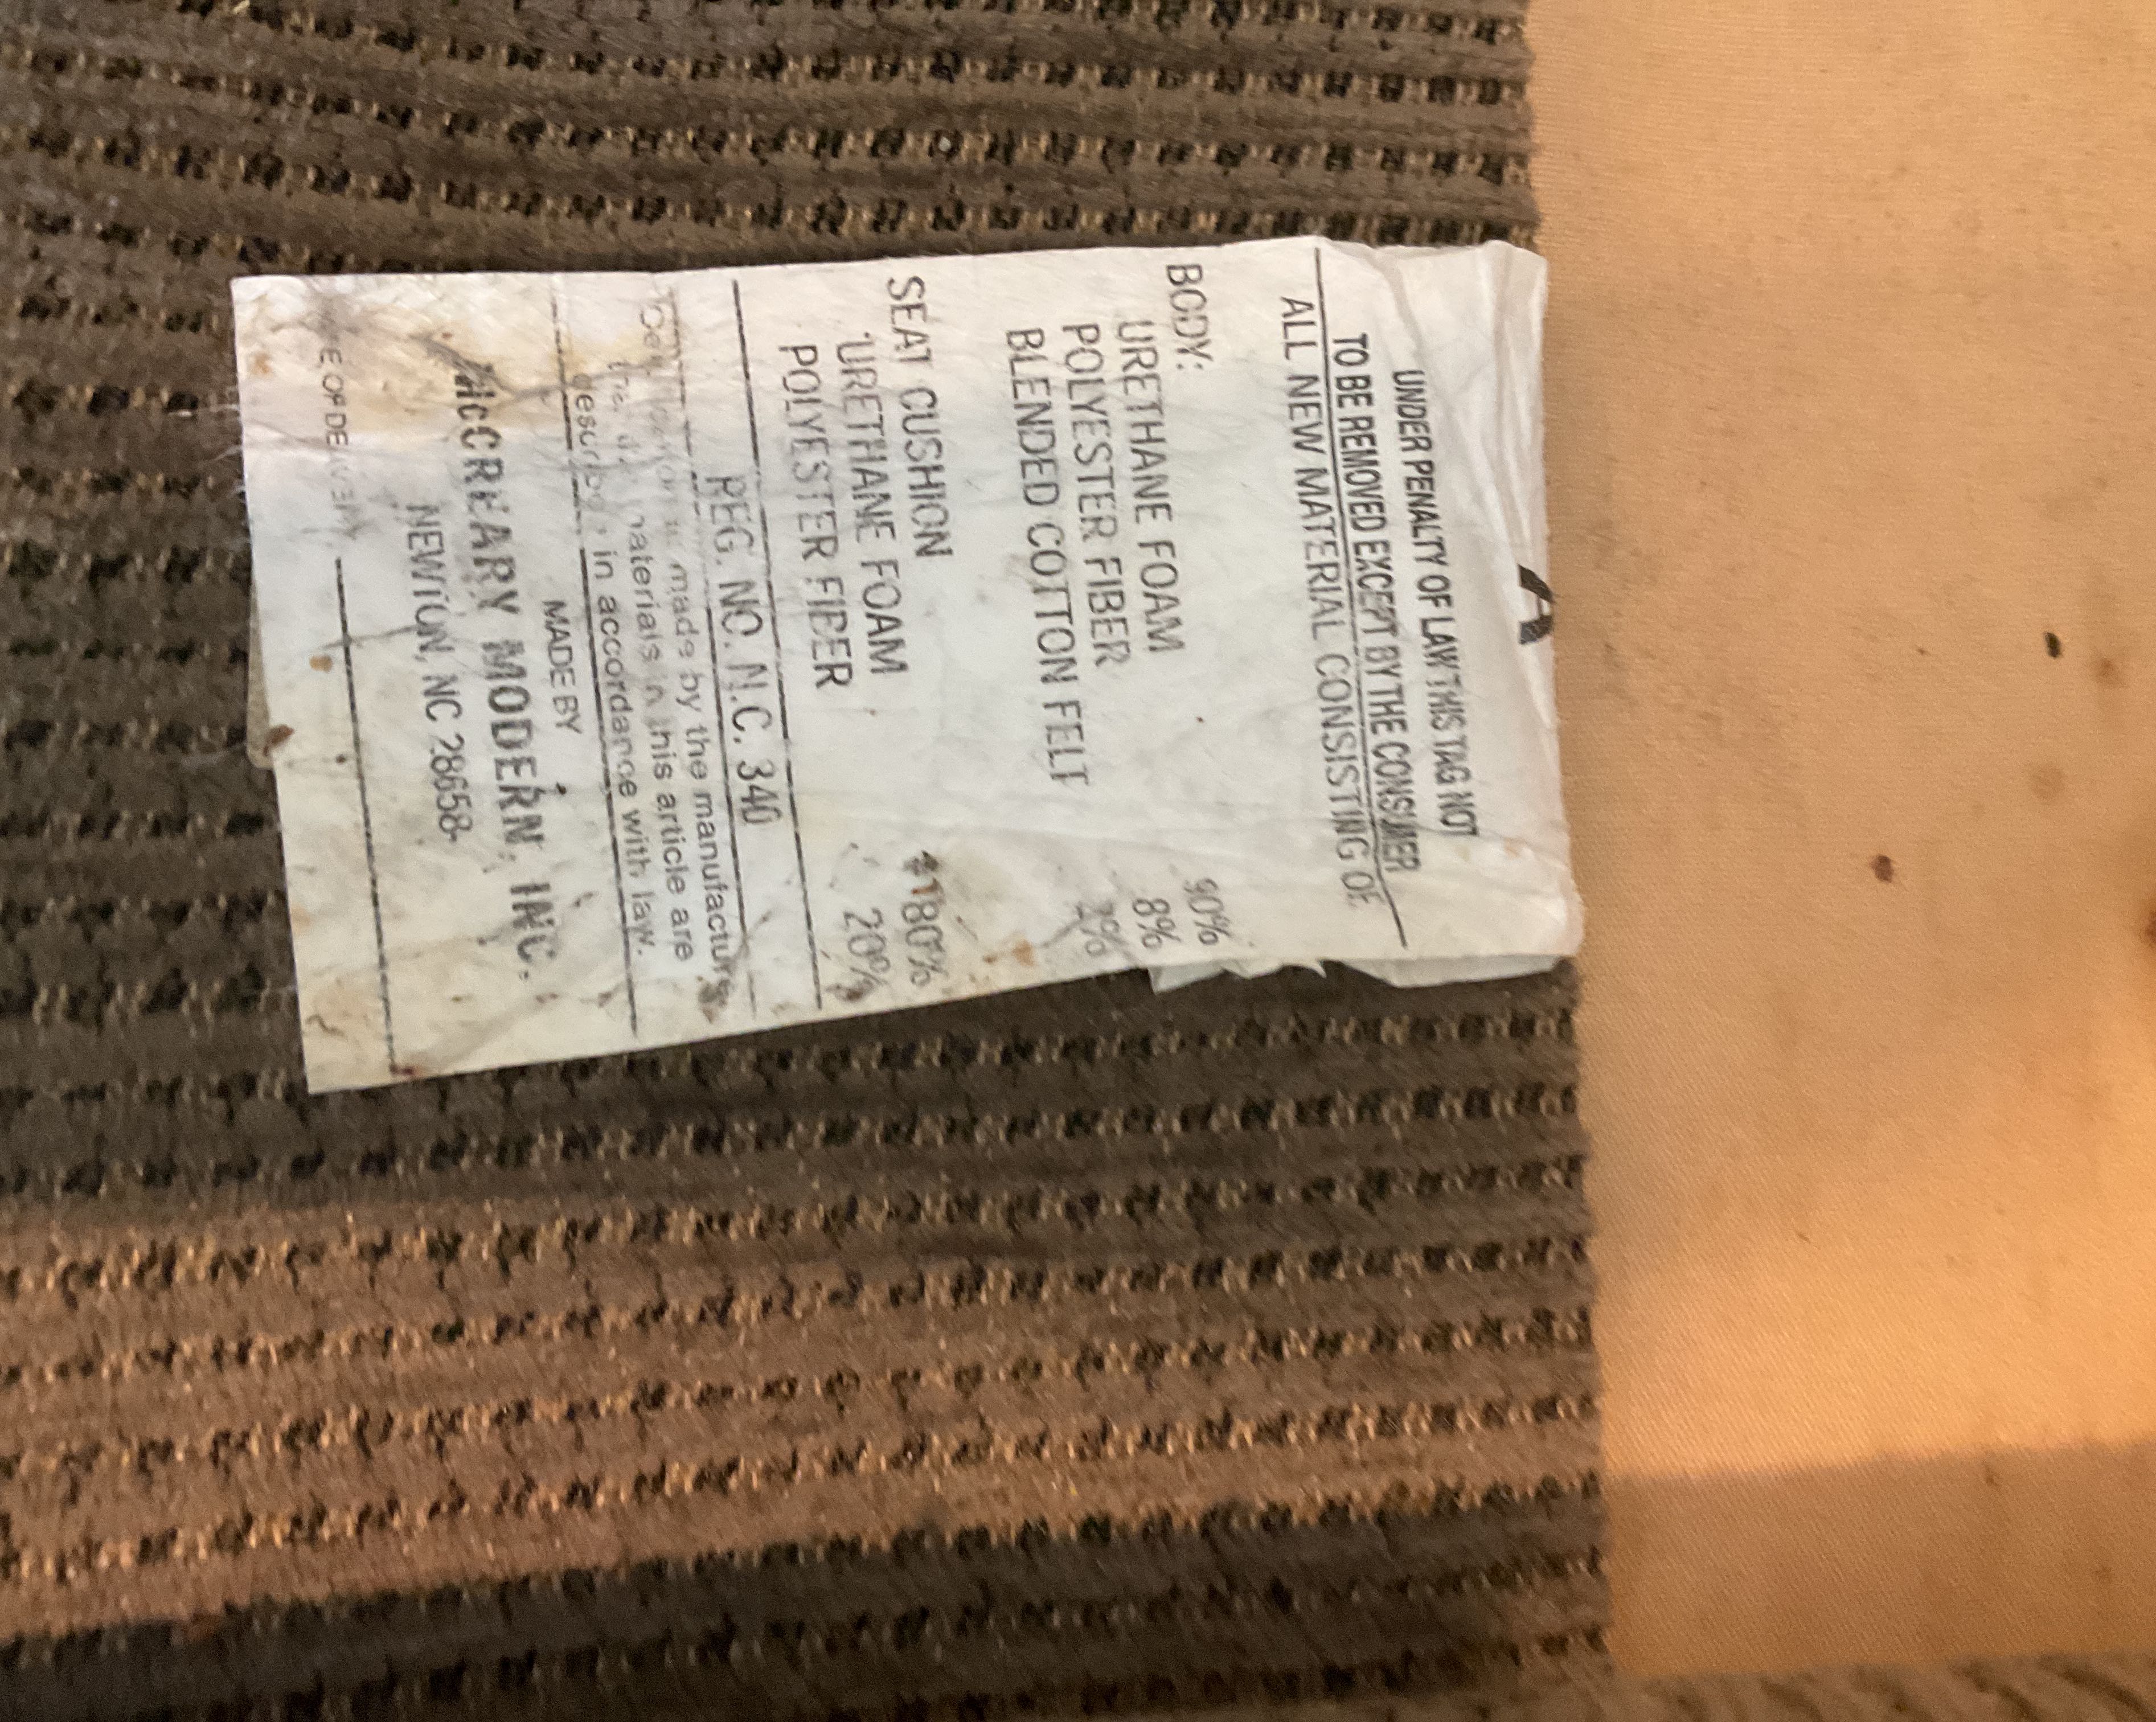 A
UNDER PENALTY OF LAW THIS TAG NOT
TO BE REMOVED EXCEPT BY THE CONSUMER
ALL NEW MATERIAL CONSISTING OF
BODY:
URETHANE FOAM 90%
POLYESTER FIBER 8%
BLENDED COTTON FELT 2%
SEAT CUSHION
URETHANE FOAM 80%
POLYESTER FIBER 20%
REG. NO. N.C. 340
made by the manufacturer
materials in this article are
described in accordance with law.
MADE BY
McCREARY MODERN, INC.
NEWTON, NC 28658
OF DELIVERY